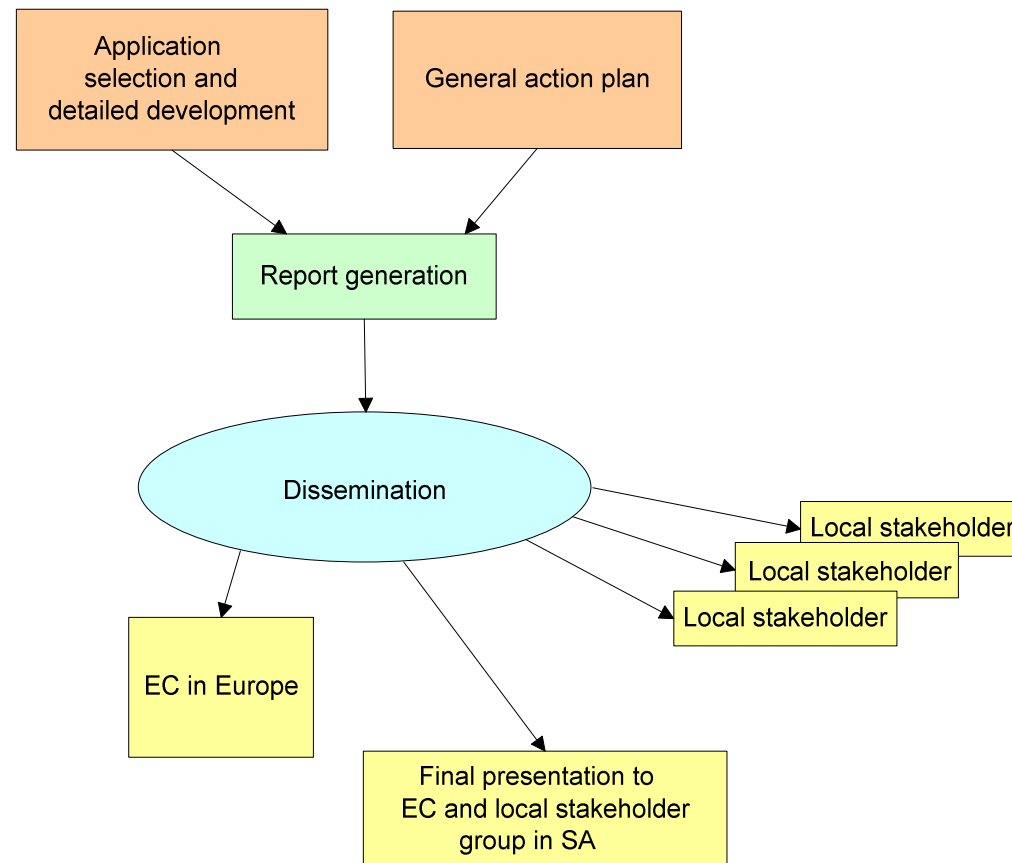 Application
selection and
detailed development
General action plan
Report generation
Dissemination
Local stakeholder
Local stakeholder
Local stakeholder
EC in Europe
Final presentation to
EC and local stakeholder
group in SA